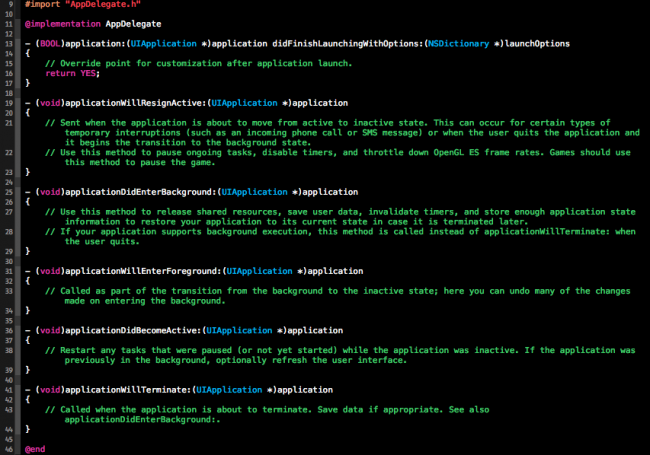 9 #import "AppDelegate.h"
10
11 @implementation AppDelegate
12
13 – (BOOL)application:(UIApplication *)application didFinishLaunchingWithOptions:(NSDictionary *)launchOptions
14 {
15 // Override point for customization after application launch.
16 return YES;
17 }
18
19 – (void)applicationWillResignActive:(UIApplication *)application
20 {
21 // Sent when the application is about to move from active to inactive state. This can occur for certain types of
temporary interruptions (such as an incoming phone call or SMS message) or when the user quits the application and
it begins the transition to the background state.
22 // Use this method to pause ongoing tasks, disable timers, and throttle down OpenGL ES frame rates. Games should use
this method to pause the game.
23 }
24
25 – (void)applicationDidEnterBackground:(UIApplication *)application
26 {
27 // Use this method to release shared resources, save user data, invalidate timers, and store enough application state
information to restore your application to its current state in case it is terminated later.
28 // If your application supports background execution, this method is called instead of applicationWillTerminate: when
the user quits.
29 }
30
31 – (void)applicationWillEnterForeground:(UIApplication *)application
32 {
33 // Called as part of the transition from the background to the inactive state; here you can undo many of the changes
made on entering the background.
34 }
35
36 – (void)applicationDidBecomeActive:(UIApplication *)application
37 {
38 // Restart any tasks that were paused (or not yet started) while the application was inactive. If the application was
previously in the background, optionally refresh the user interface.
39 }
40
41 – (void)applicationWillTerminate:(UIApplication *)application
42 {
43 // Called when the application is about to terminate. Save data if appropriate. See also
applicationDidEnterBackground:.
44 }
45
46 @end